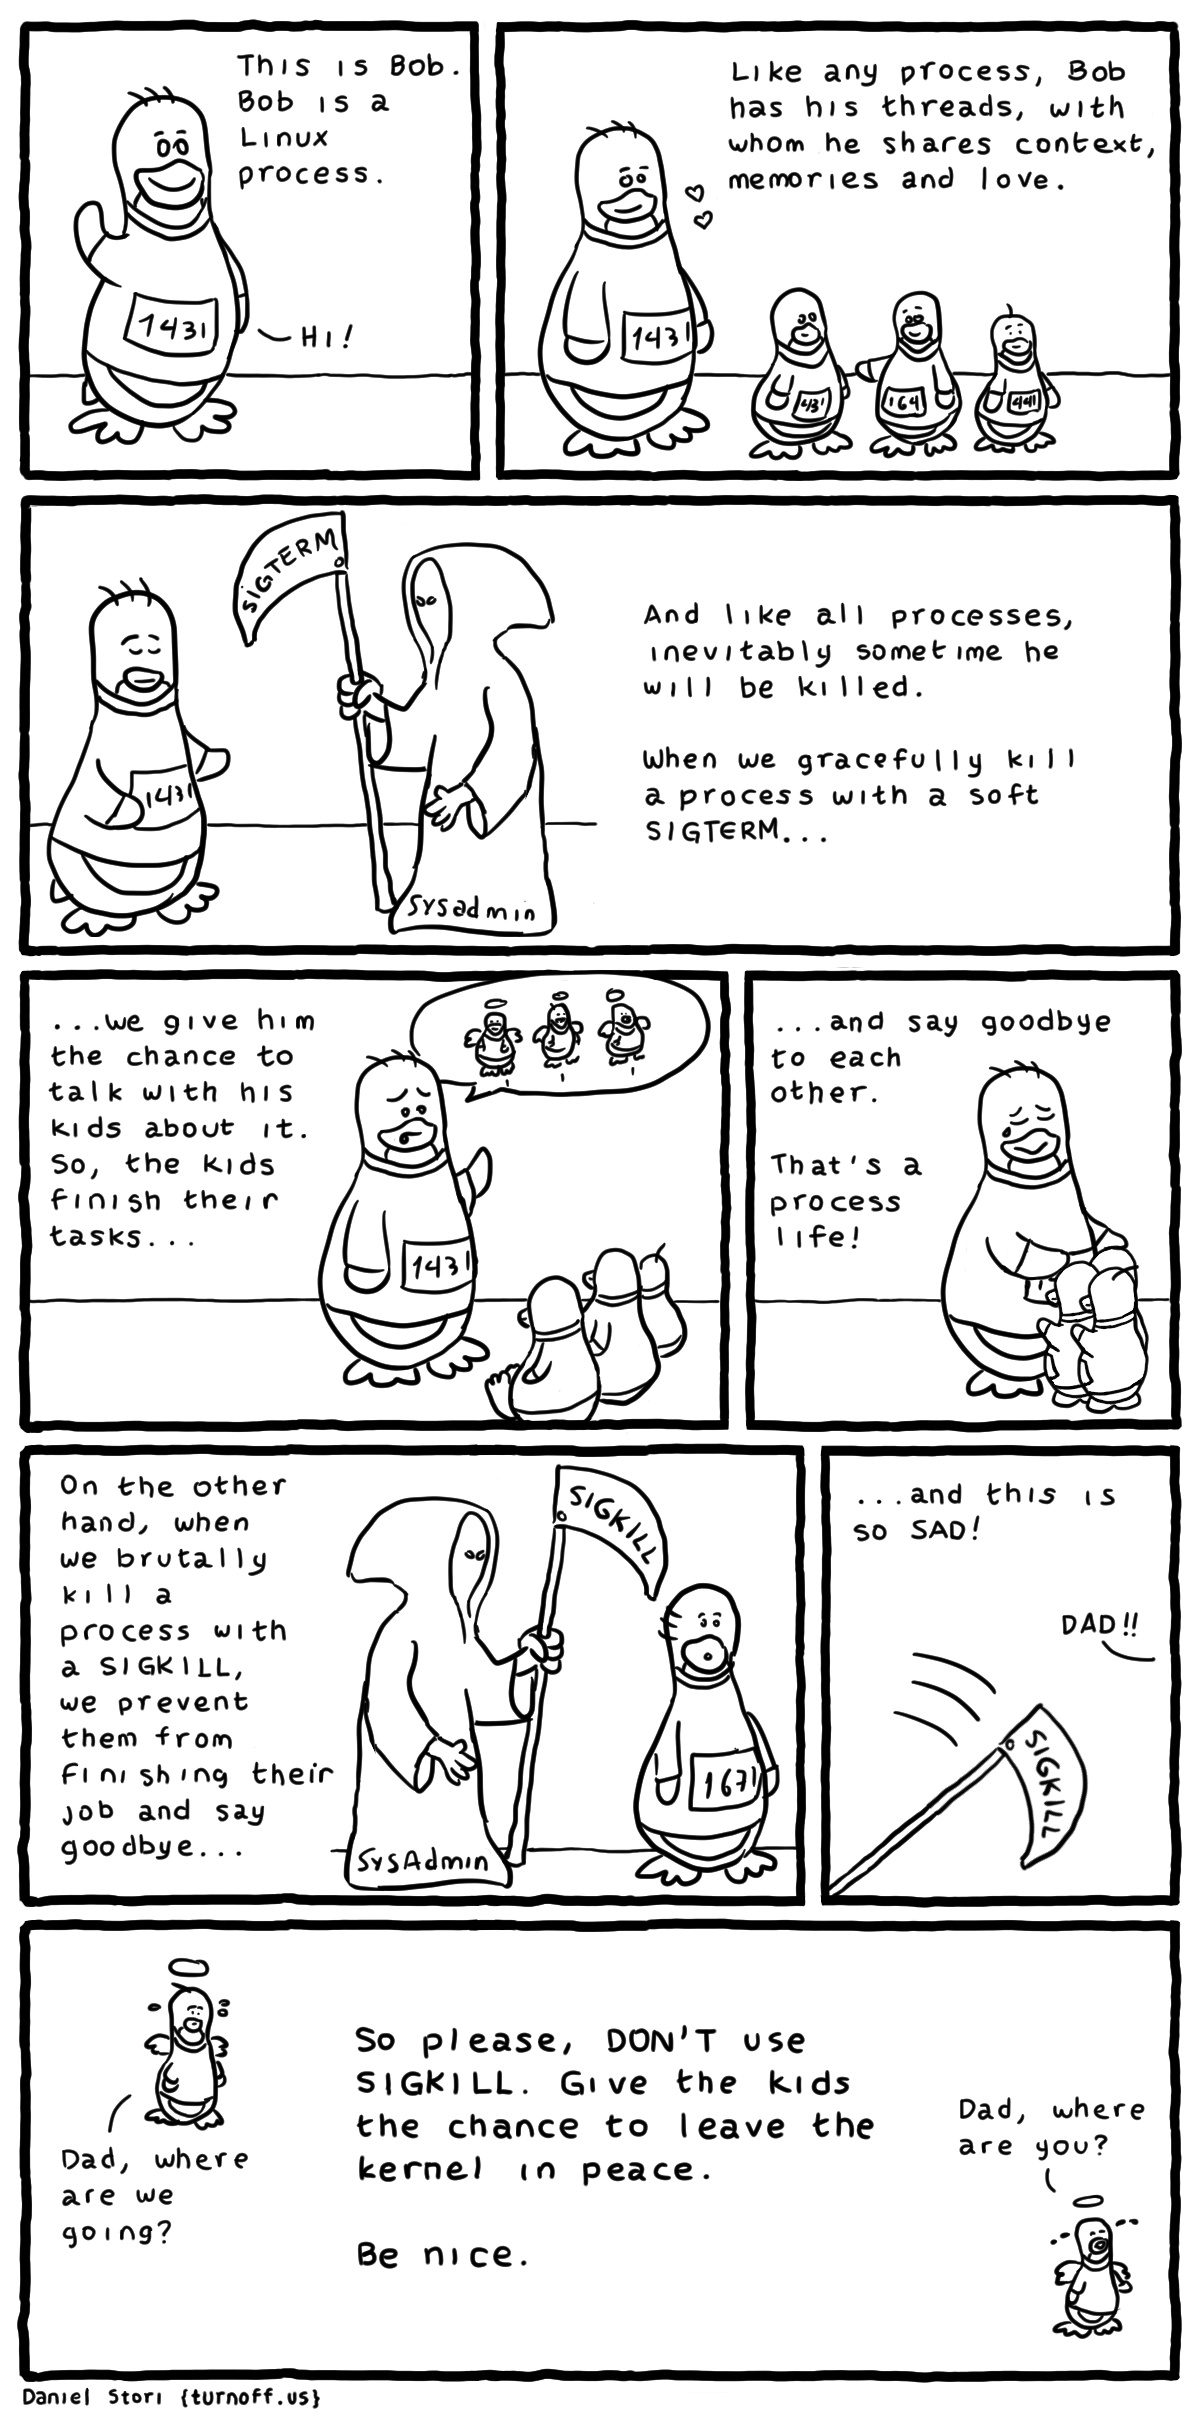 This is Bob.
Bob is a
Linux
process.
1431
Hi!
Like any process, Bob
has his threads, with
whom he shares context,
memories and love.
1431
431
164
441
SIGTERM
1431
Sysadmin
And like all processes,
inevitably sometime he
will be killed.
When we gracefully kill
a process with a soft
SIGTERM...
...we give him
the chance to
talk with his
kids about it.
So, the kids
finish their
tasks...
1431
...and say goodbye
to each
other.
That's a
process
life!
On the other
hand, when
we brutally
kill a
process with
a SIGKILL,
we prevent
them from
finishing their
job and say
goodbye...
SIGKILL
1671
SysAdmin
...and this is
so SAD!
DAD!!
SIGKILL
Dad, where
are we
going?
So please, DON'T use
SIGKILL. Give the kids
the chance to leave the
kernel in peace.
Be nice.
Dad, where
are you?
Daniel Stori {turnoff.us}